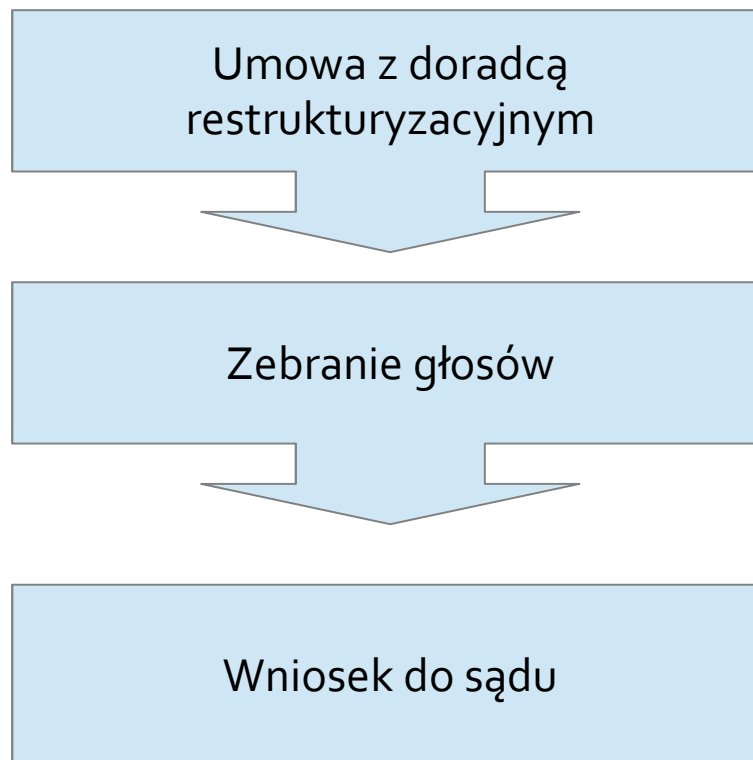 Umowa z doradcą
restrukturyzacyjnym
Zebranie głosów
Wniosek do sądu